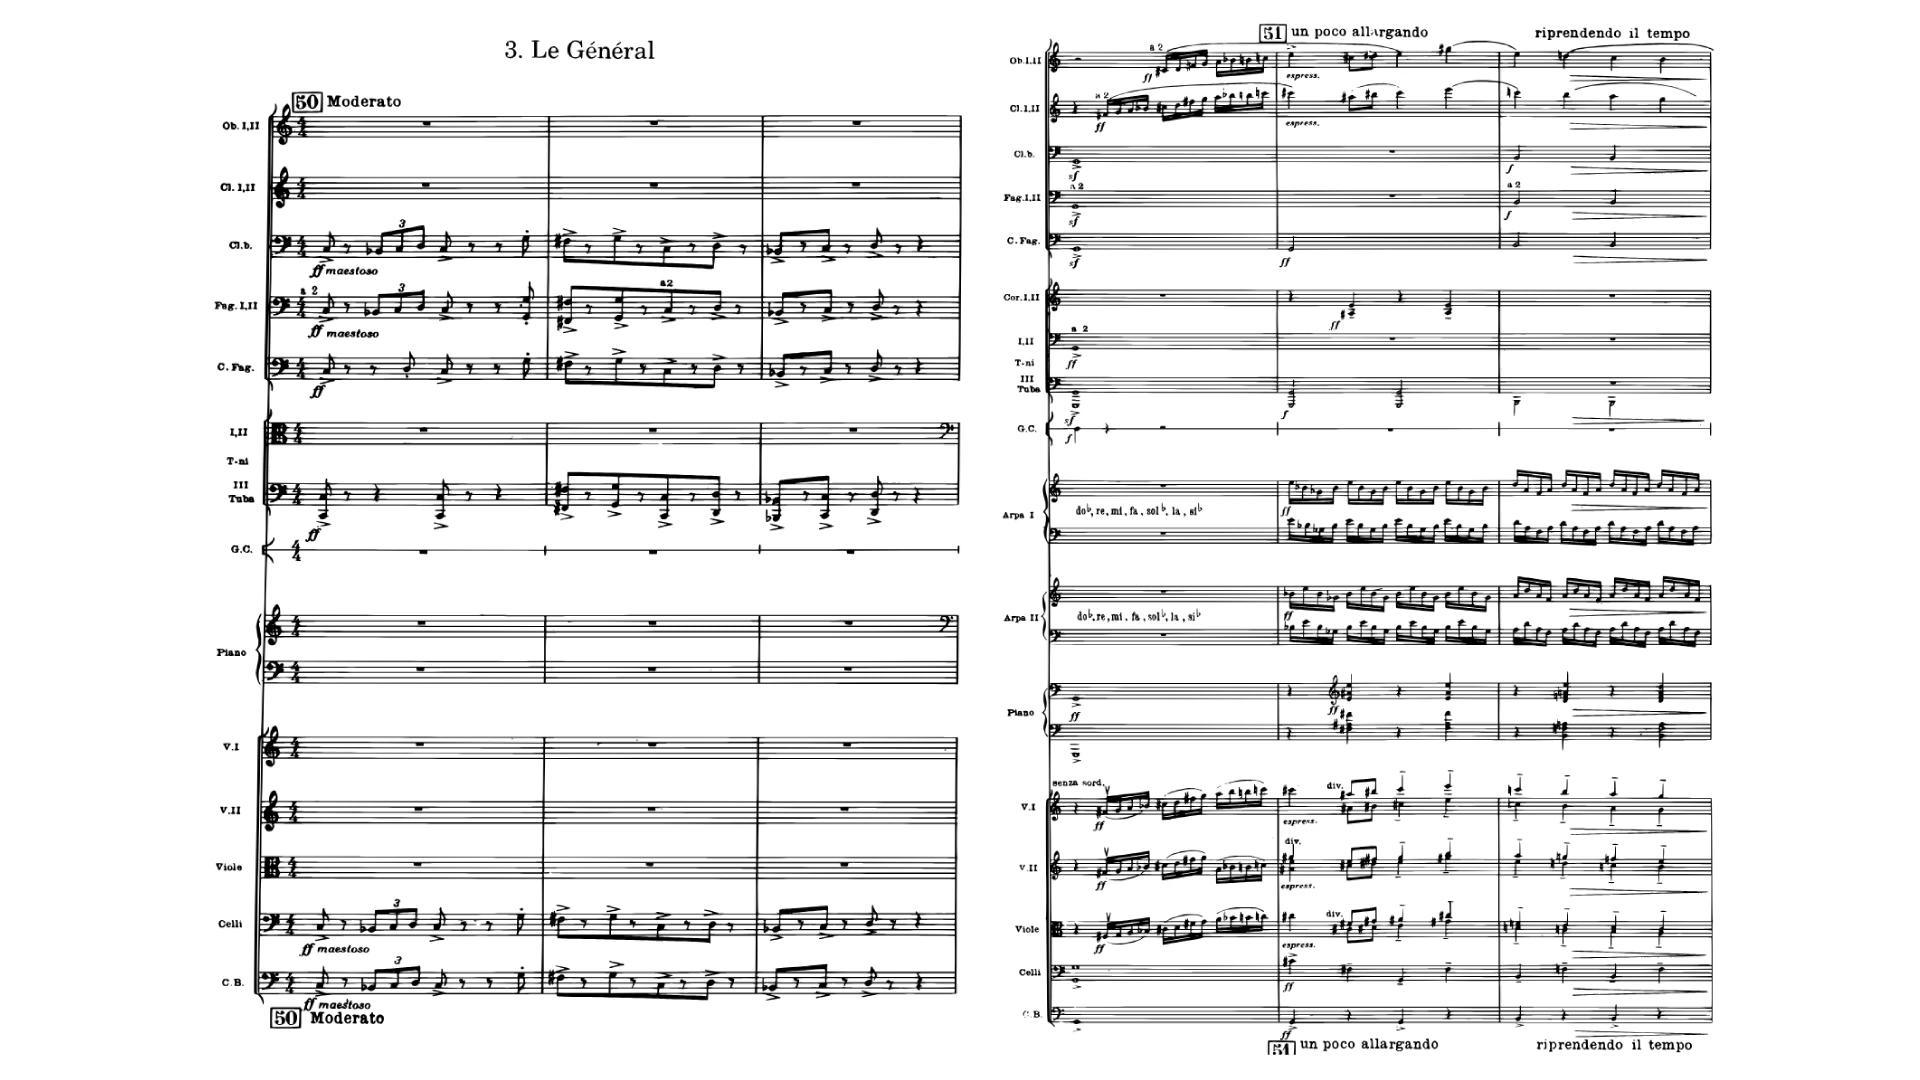 3. Le Général
50 Moderato
Ob. I,II
Cl. I,II
Cl.b.
3
ff maestoso
Fag. I,II
a 2
3
a2
ff maestoso
C. Fag.
ff
I,II
T-ni
III
Tuba
ff
G.C.
Piano
V.I
V.II
Viole
Celli
3
ff maestoso
C.B.
3
ff maestoso
50 Moderato
51 un poco allargando
riprendendo il tempo
Ob.I,II
a 2
ff
espress.
Cl.I,II
a 2
ff
espress.
Cl.b.
sf
f
Fag.I,II
a 2
sf
a 2
f
C. Fag.
sf
ff
Cor.I,II
ff
I,II
a 2
ff
T-ni
III
Tuba
sf
f
G.C.
f
Arpa I
do♭, re, mi, fa, sol♭, la, si♭
ff
Arpa II
do♭, re, mi, fa, sol♭, la, si♭
ff
Piano
ff
ff
senza sord.
V.I
ff
div.
espress.
V.II
ff
div.
espress.
Viole
ff
div.
espress.
Celli
ff
C.B.
ff
51 un poco allargando
riprendendo il tempo